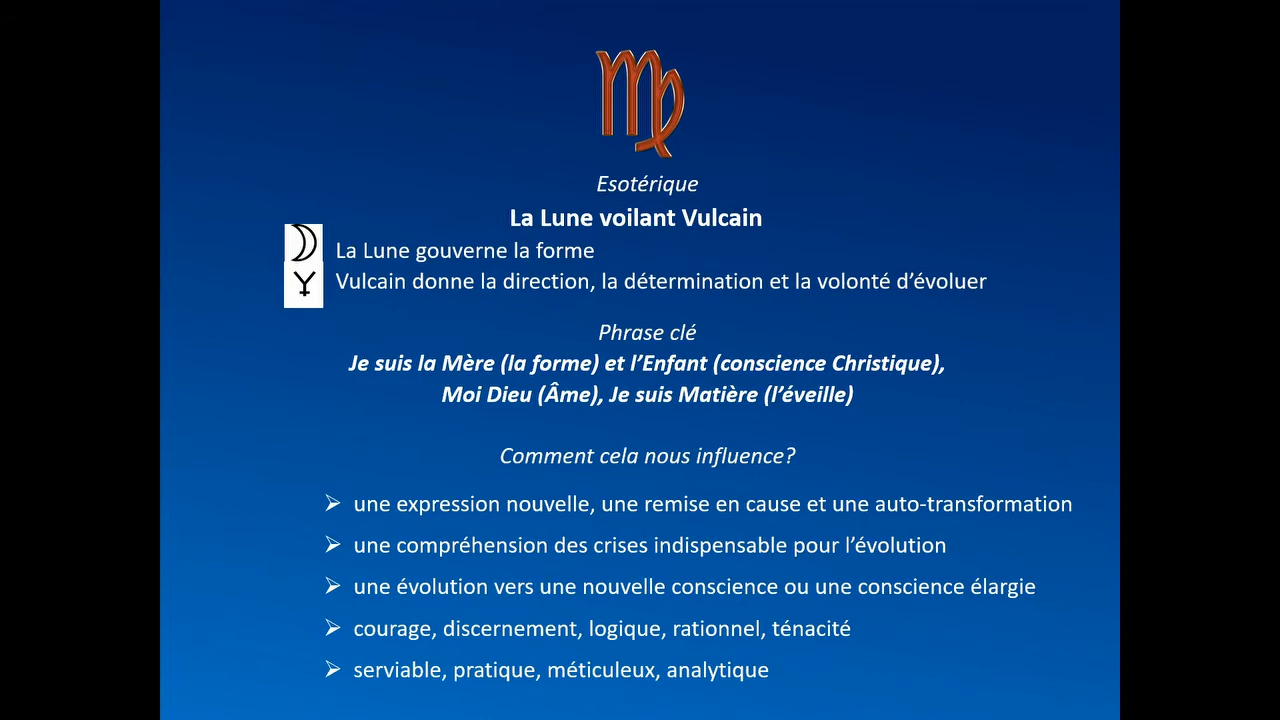 Esotérique
La Lune voilant Vulcain
La Lune gouverne la forme
Vulcain donne la direction, la détermination et la volonté d’évoluer
Phrase clé
Je suis la Mère (la forme) et l’Enfant (conscience Christique),
Moi Dieu (Âme), Je suis Matière (l’éveille)
Comment cela nous influence?
➢ une expression nouvelle, une remise en cause et une auto-transformation
➢ une compréhension des crises indispensable pour l’évolution
➢ une évolution vers une nouvelle conscience ou une conscience élargie
➢ courage, discernement, logique, rationnel, ténacité
➢ serviable, pratique, méticuleux, analytique